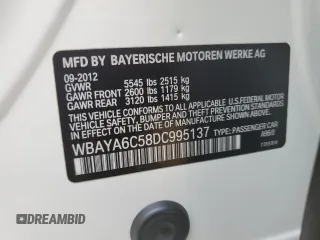 MFD BY BAYERISCHE MOTOREN WERKE AG
09-2012
GVWR 5545 lbs 2515 kg
GAWR FRONT 2600 lbs 1179 kg
GAWR REAR 3120 lbs 1415 kg
THIS VEHICLE CONFORMS TO ALL APPLICABLE
FEDERAL MOTOR VEHICLE SAFETY, BUMPER,
AND THEFT PREVENTION STANDARDS IN EFFECT
ON THE DATE OF MANUFACTURE SHOWN ABOVE.
WBAYA6C58DC995137 TYPE: PASSENGER CAR
DREAMBID